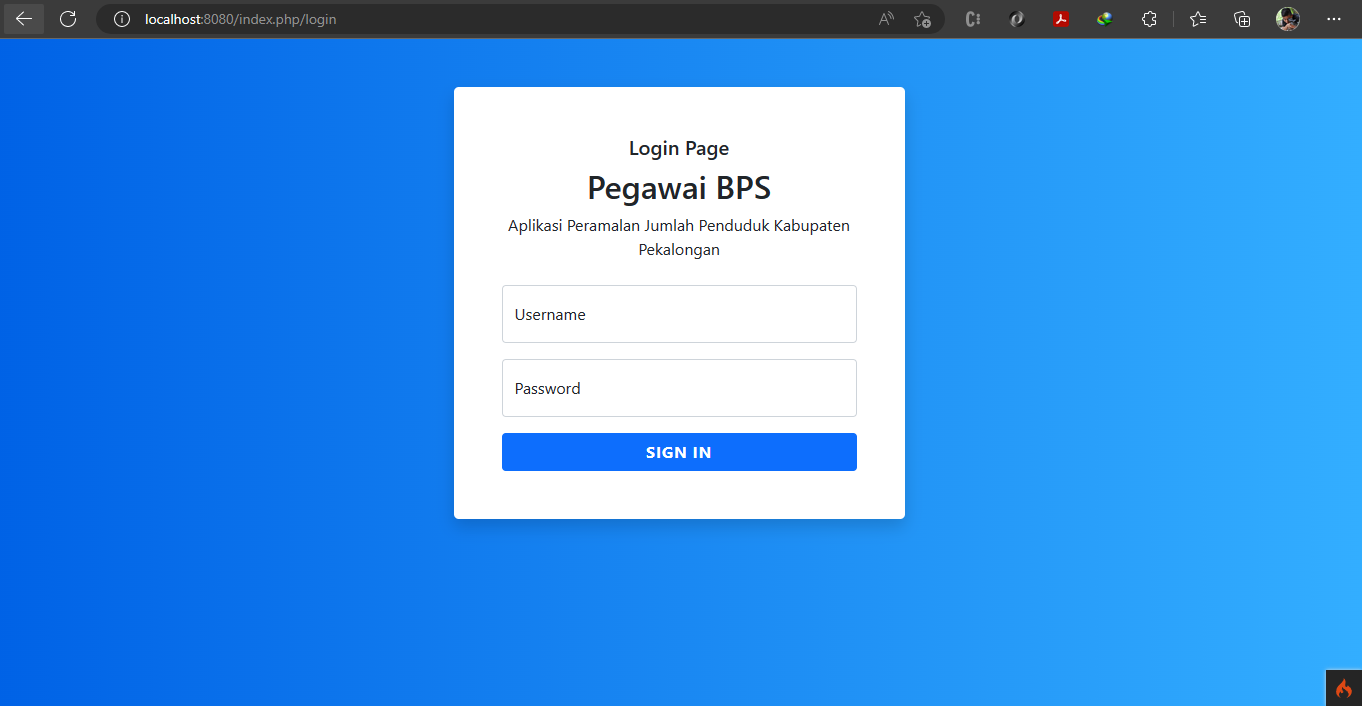 localhost:8080/index.php/login
Login Page
Pegawai BPS
Aplikasi Peramalan Jumlah Penduduk Kabupaten
Pekalongan
Username
Password
SIGN IN